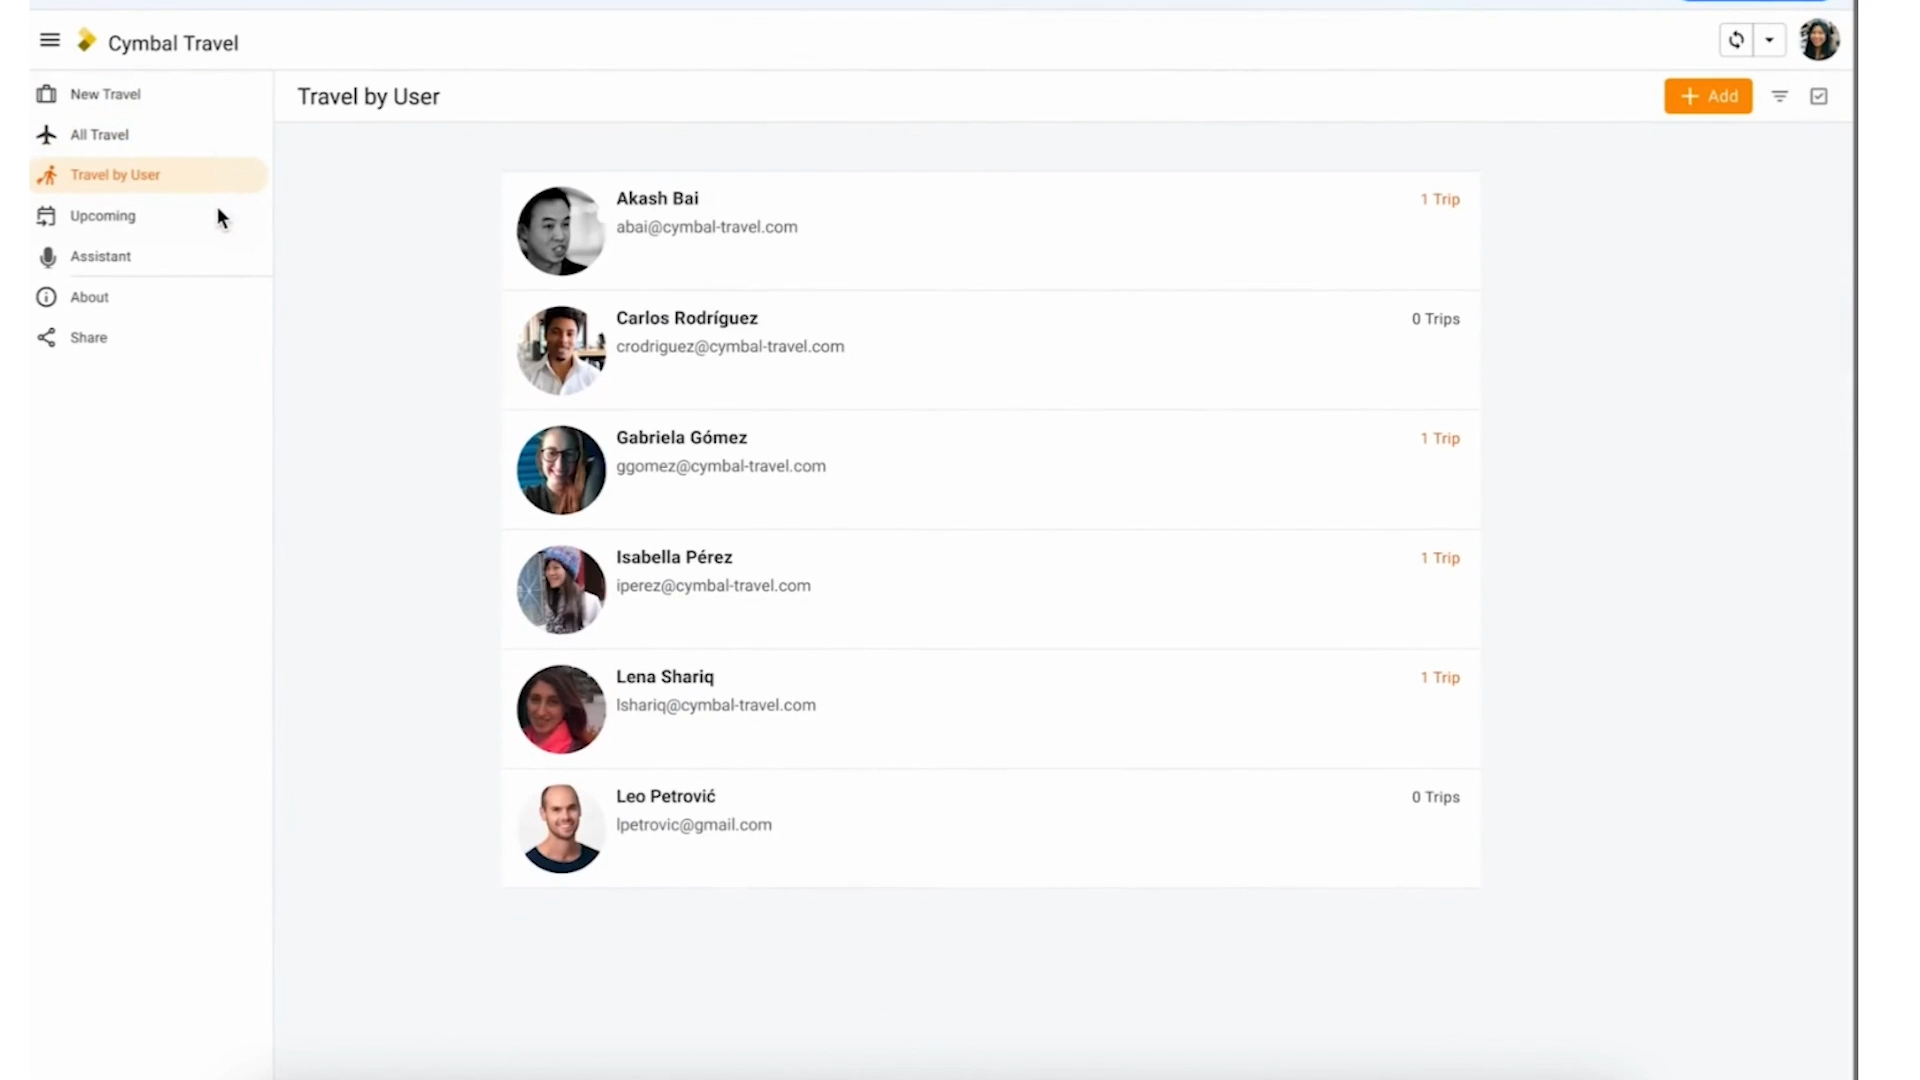 Cymbal Travel
New Travel
All Travel
Travel by User
Upcoming
Assistant
About
Share
Travel by User
Add
Akash Bai
1 Trip
abai@cymbal-travel.com
Carlos Rodríguez
0 Trips
crodriguez@cymbal-travel.com
Gabriela Gómez
1 Trip
ggomez@cymbal-travel.com
Isabella Pérez
1 Trip
iperez@cymbal-travel.com
Lena Shariq
1 Trip
lshariq@cymbal-travel.com
Leo Petrović
0 Trips
lpetrovic@gmail.com